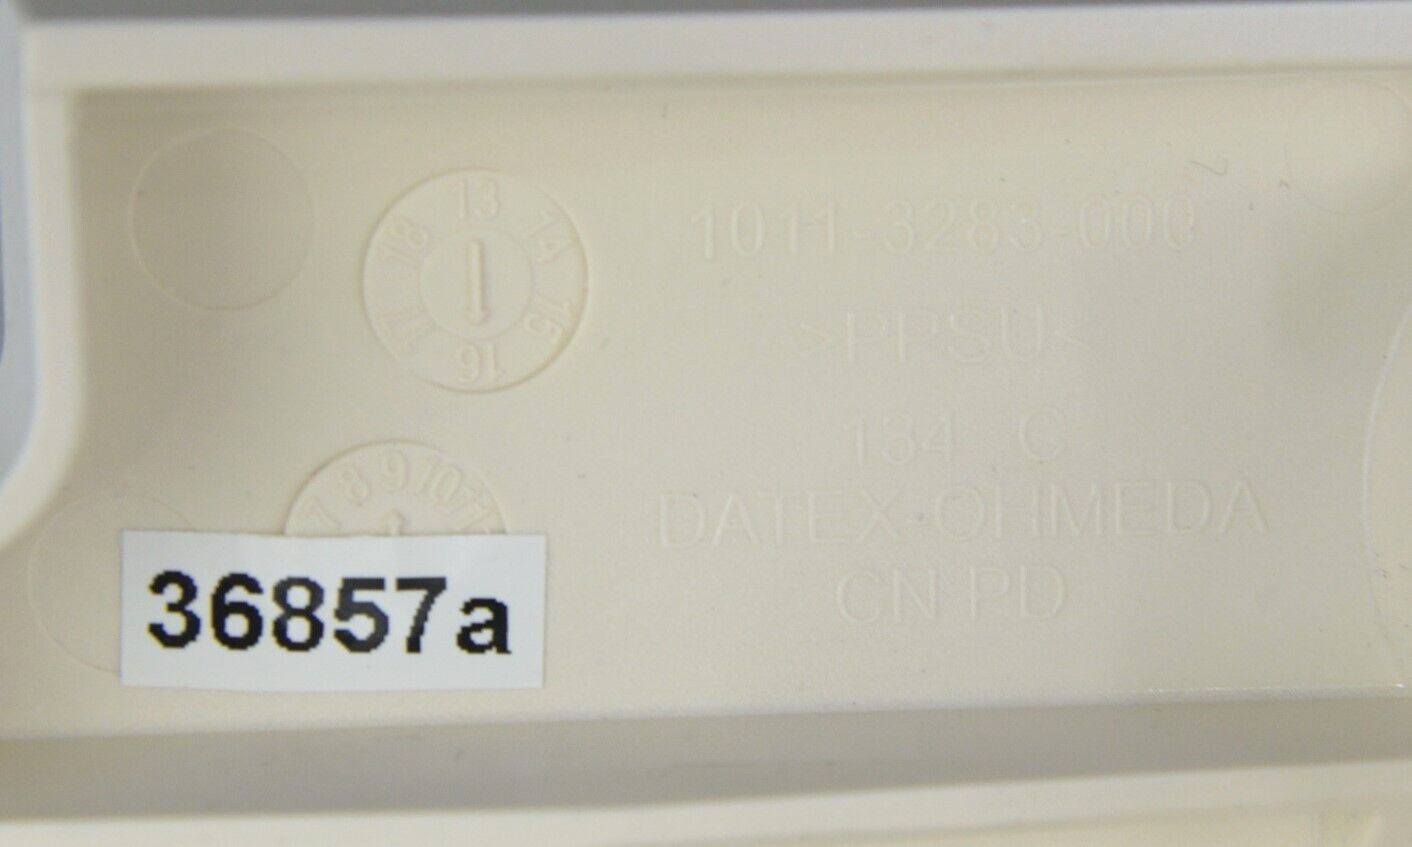 13 14 15 16 17 18
1011-3283-000
>PPSU<
134 C
DATEX-OHMEDA
CN PD
7 8 9 10 11
36857a